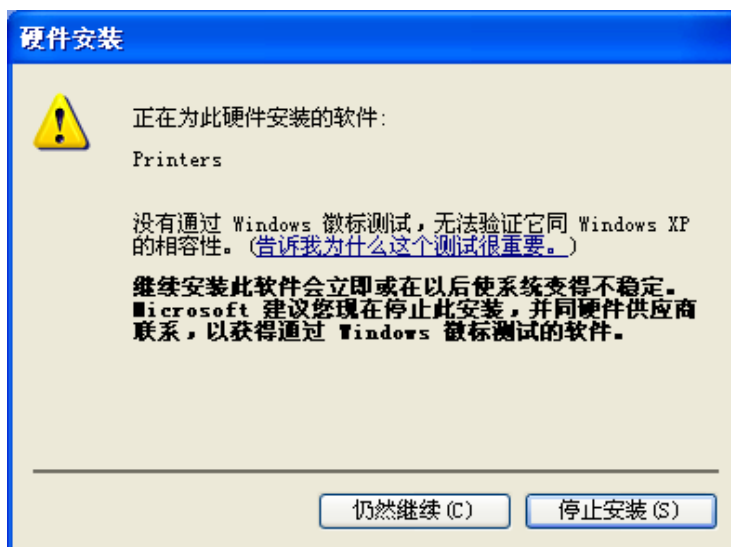 硬件安装
正在为此硬件安装的软件:
Printers
没有通过 Windows 徽标测试，无法验证它同 Windows XP
的相容性。(告诉我为什么这个测试很重要。)
继续安装此软件会立即或在以后使系统变得不稳定。
Microsoft 建议您现在停止此安装，并同硬件供应商
联系，以获得通过 Windows 徽标测试的软件。
仍然继续(C)
停止安装(S)